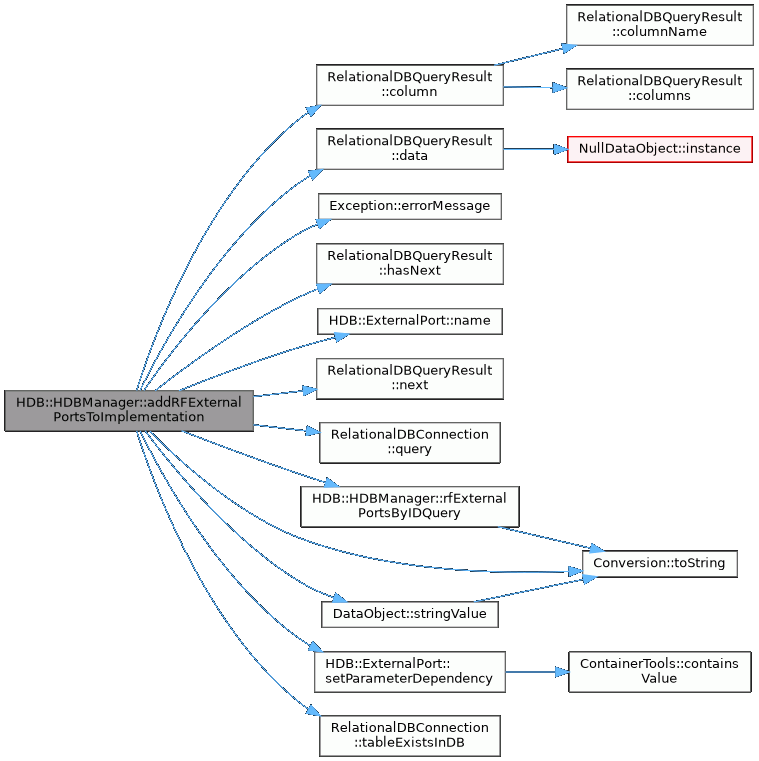 RelationalDBQueryResult
::columnName
RelationalDBQueryResult
::column
RelationalDBQueryResult
::columns
RelationalDBQueryResult
::data
NullDataObject::instance
Exception::errorMessage
RelationalDBQueryResult
::hasNext
HDB::ExternalPort::name
RelationalDBQueryResult
::next
HDB::HDBManager::addRFExternal
PortsToImplementation
RelationalDBConnection
::query
HDB::HDBManager::rfExternal
PortsByIDQuery
Conversion::toString
DataObject::stringValue
HDB::ExternalPort::
setParameterDependency
ContainerTools::contains
Value
RelationalDBConnection
::tableExistsInDB